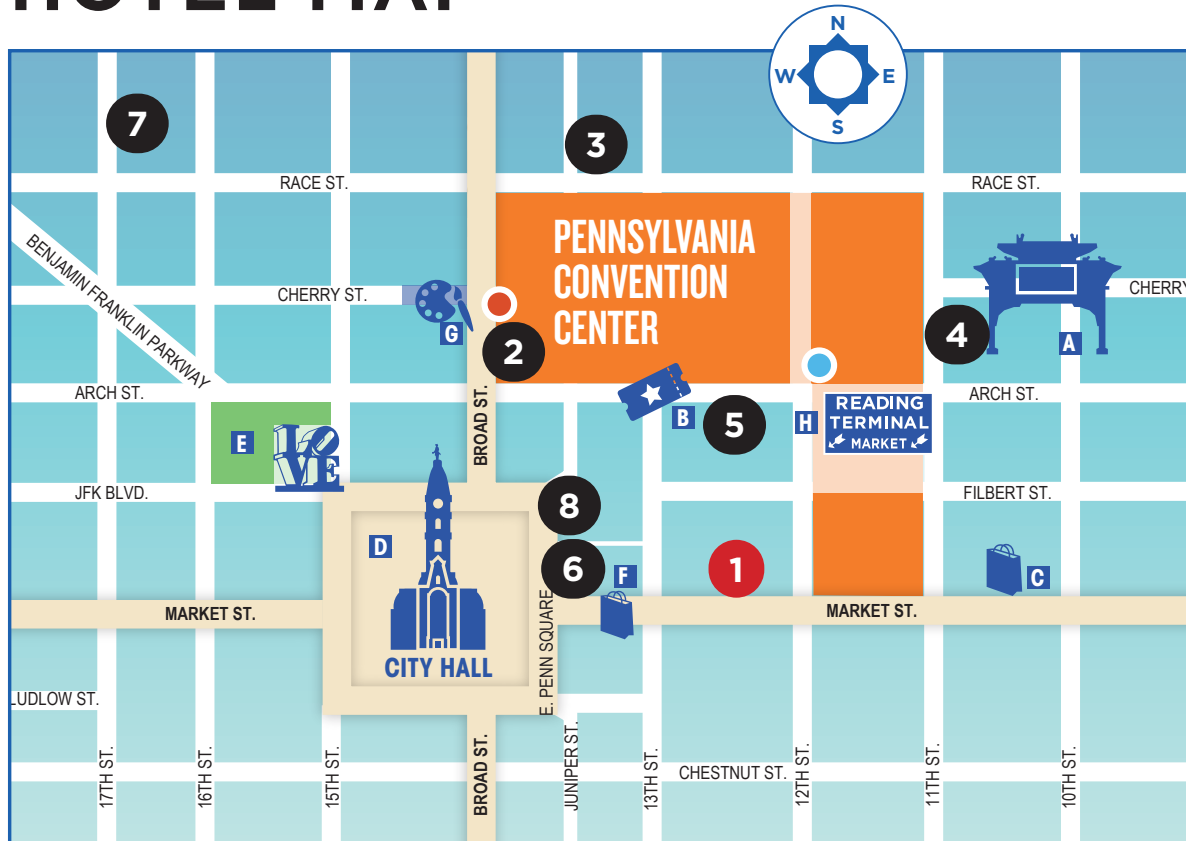 N
W E
S
7
3
RACE ST.
RACE ST.
PENNSYLVANIA
CONVENTION
CENTER
BENJAMIN FRANKLIN PARKWAY
CHERRY ST.
CHERRY
G
2
4
A
ARCH ST.
ARCH ST.
B
5
H
READING
TERMINAL
MARKET
E
LOVE
BROAD ST.
JFK BLVD.
FILBERT ST.
8
D
6
F
1
C
MARKET ST.
MARKET ST.
CITY HALL
E. PENN SQUARE
LUDLOW ST.
17TH ST.
16TH ST.
15TH ST.
BROAD ST.
JUNIPER ST.
13TH ST.
CHESTNUT ST.
12TH ST.
11TH ST.
10TH ST.